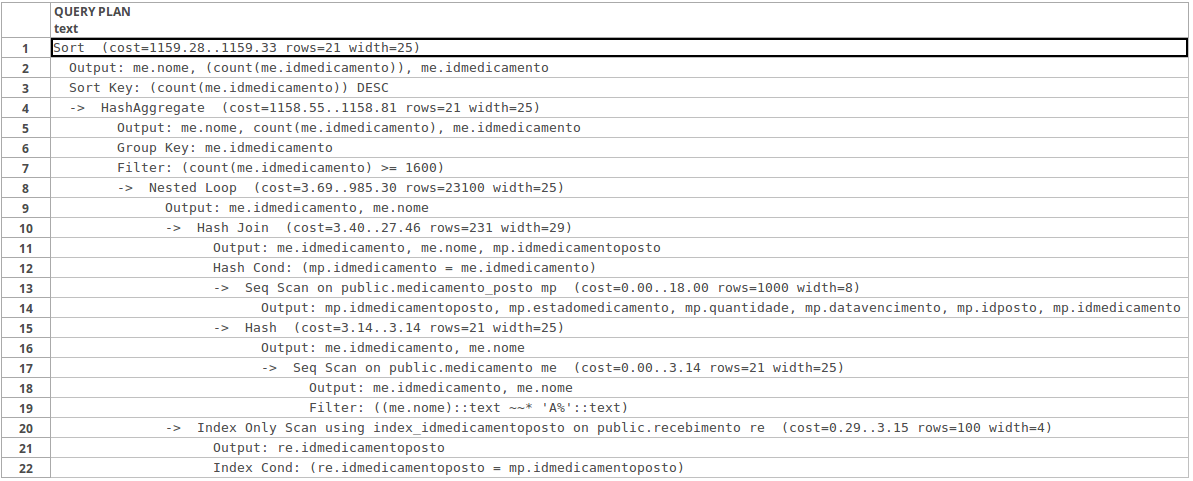 QUERY PLAN
text
1 Sort (cost=1159.28..1159.33 rows=21 width=25)
2 Output: me.nome, (count(me.idmedicamento)), me.idmedicamento
3 Sort Key: (count(me.idmedicamento)) DESC
4 -> HashAggregate (cost=1158.55..1158.81 rows=21 width=25)
5 Output: me.nome, count(me.idmedicamento), me.idmedicamento
6 Group Key: me.idmedicamento
7 Filter: (count(me.idmedicamento) >= 1600)
8 -> Nested Loop (cost=3.69..985.30 rows=23100 width=25)
9 Output: me.idmedicamento, me.nome
10 -> Hash Join (cost=3.40..27.46 rows=231 width=29)
11 Output: me.idmedicamento, me.nome, mp.idmedicamentoposto
12 Hash Cond: (mp.idmedicamento = me.idmedicamento)
13 -> Seq Scan on public.medicamento_posto mp (cost=0.00..18.00 rows=1000 width=8)
14 Output: mp.idmedicamentoposto, mp.estadomedicamento, mp.quantidade, mp.datavencimento, mp.idposto, mp.idmedicamento
15 -> Hash (cost=3.14..3.14 rows=21 width=25)
16 Output: me.idmedicamento, me.nome
17 -> Seq Scan on public.medicamento me (cost=0.00..3.14 rows=21 width=25)
18 Output: me.idmedicamento, me.nome
19 Filter: ((me.nome)::text ~~* 'A%'::text)
20 -> Index Only Scan using index_idmedicamentoposto on public.recebimento re (cost=0.29..3.15 rows=100 width=4)
21 Output: re.idmedicamentoposto
22 Index Cond: (re.idmedicamentoposto = mp.idmedicamentoposto)